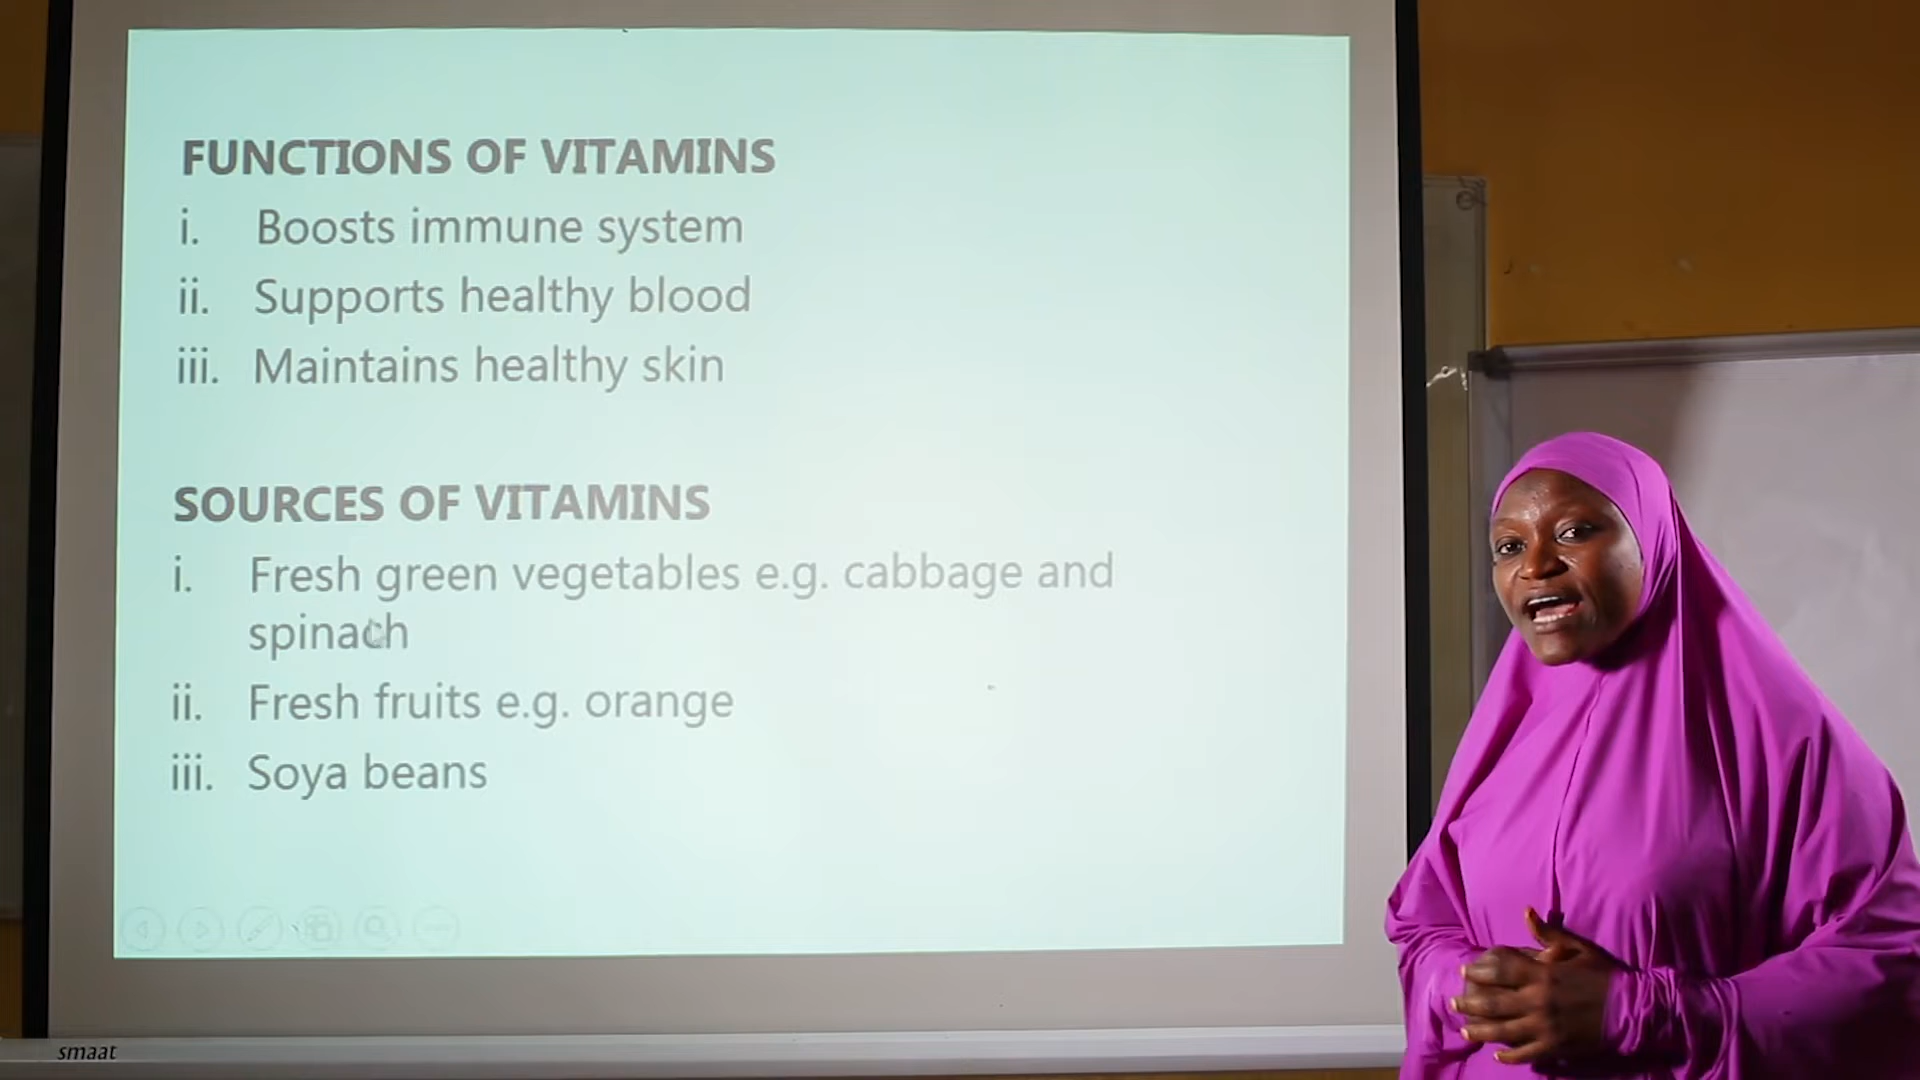 FUNCTIONS OF VITAMINS
i. Boosts immune system
ii. Supports healthy blood
iii. Maintains healthy skin
SOURCES OF VITAMINS
i. Fresh green vegetables e.g. cabbage and
spinach
ii. Fresh fruits e.g. orange
iii. Soya beans
smaat